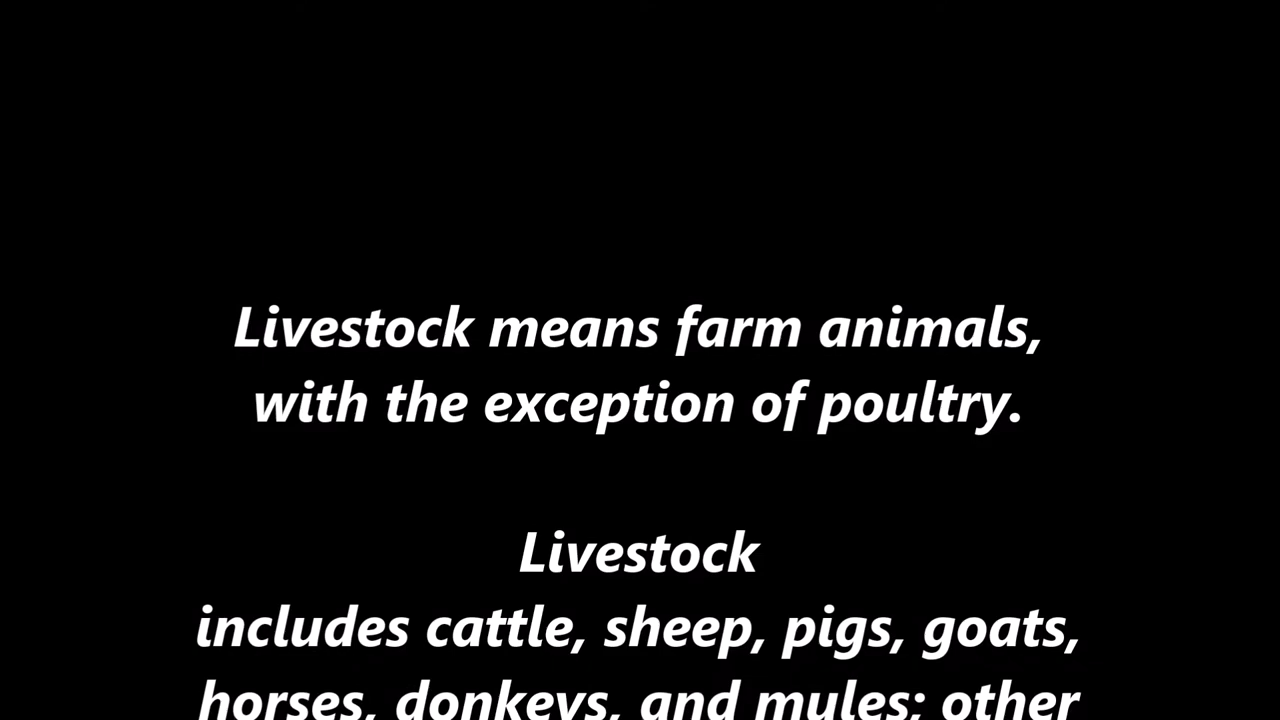 Livestock means farm animals,
with the exception of poultry.
Livestock
includes cattle, sheep, pigs, goats,
horses, donkeys, and mules; other